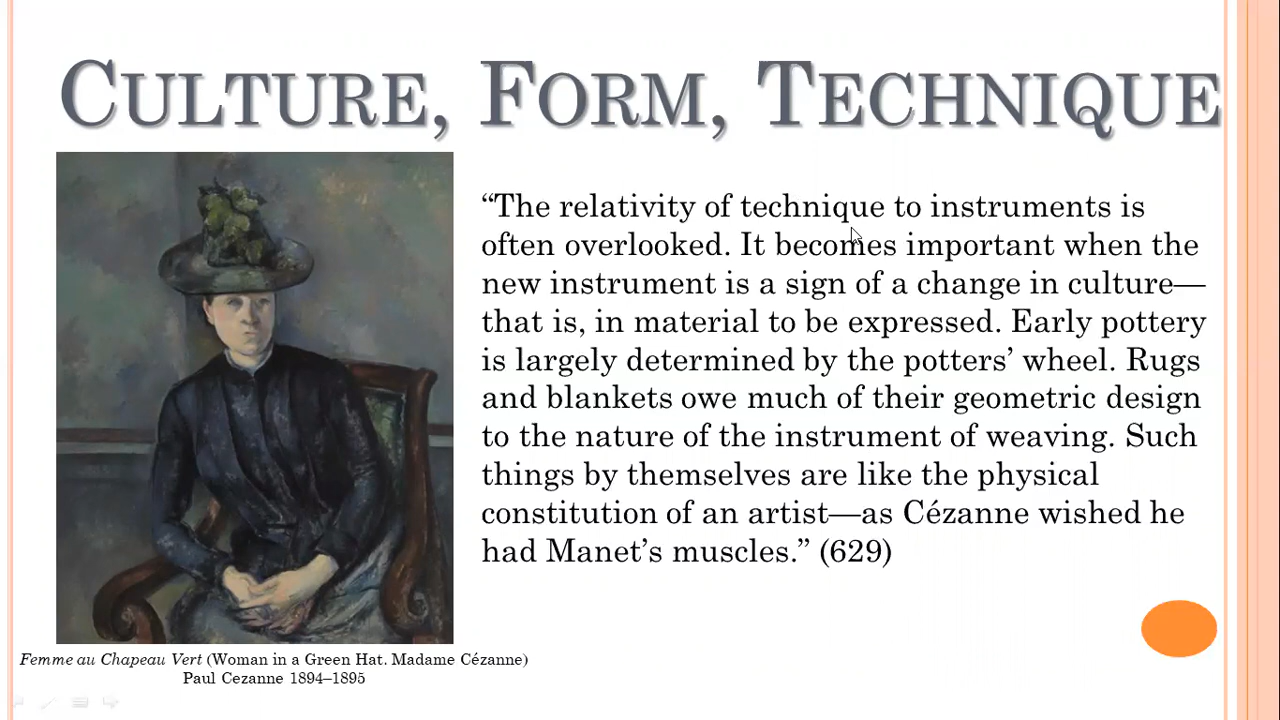 CULTURE, FORM, TECHNIQUE
“The relativity of technique to instruments is
often overlooked. It becomes important when the
new instrument is a sign of a change in culture—
that is, in material to be expressed. Early pottery
is largely determined by the potters’ wheel. Rugs
and blankets owe much of their geometric design
to the nature of the instrument of weaving. Such
things by themselves are like the physical
constitution of an artist—as Cézanne wished he
had Manet’s muscles.” (629)
Femme au Chapeau Vert (Woman in a Green Hat. Madame Cézanne)
Paul Cezanne 1894–1895